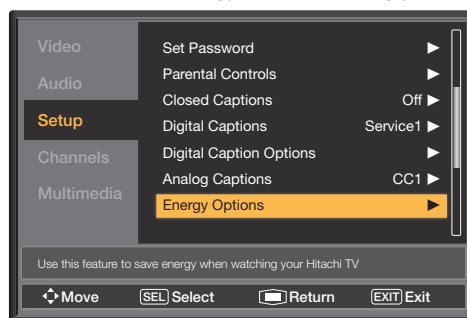 Video
Audio
Setup
Channels
Multimedia
Set Password
Parental Controls
Closed Captions Off
Digital Captions Service1
Digital Caption Options
Analog Captions CC1
Energy Options
Use this feature to save energy when watching your Hitachi TV
Move SEL Select Return EXIT Exit